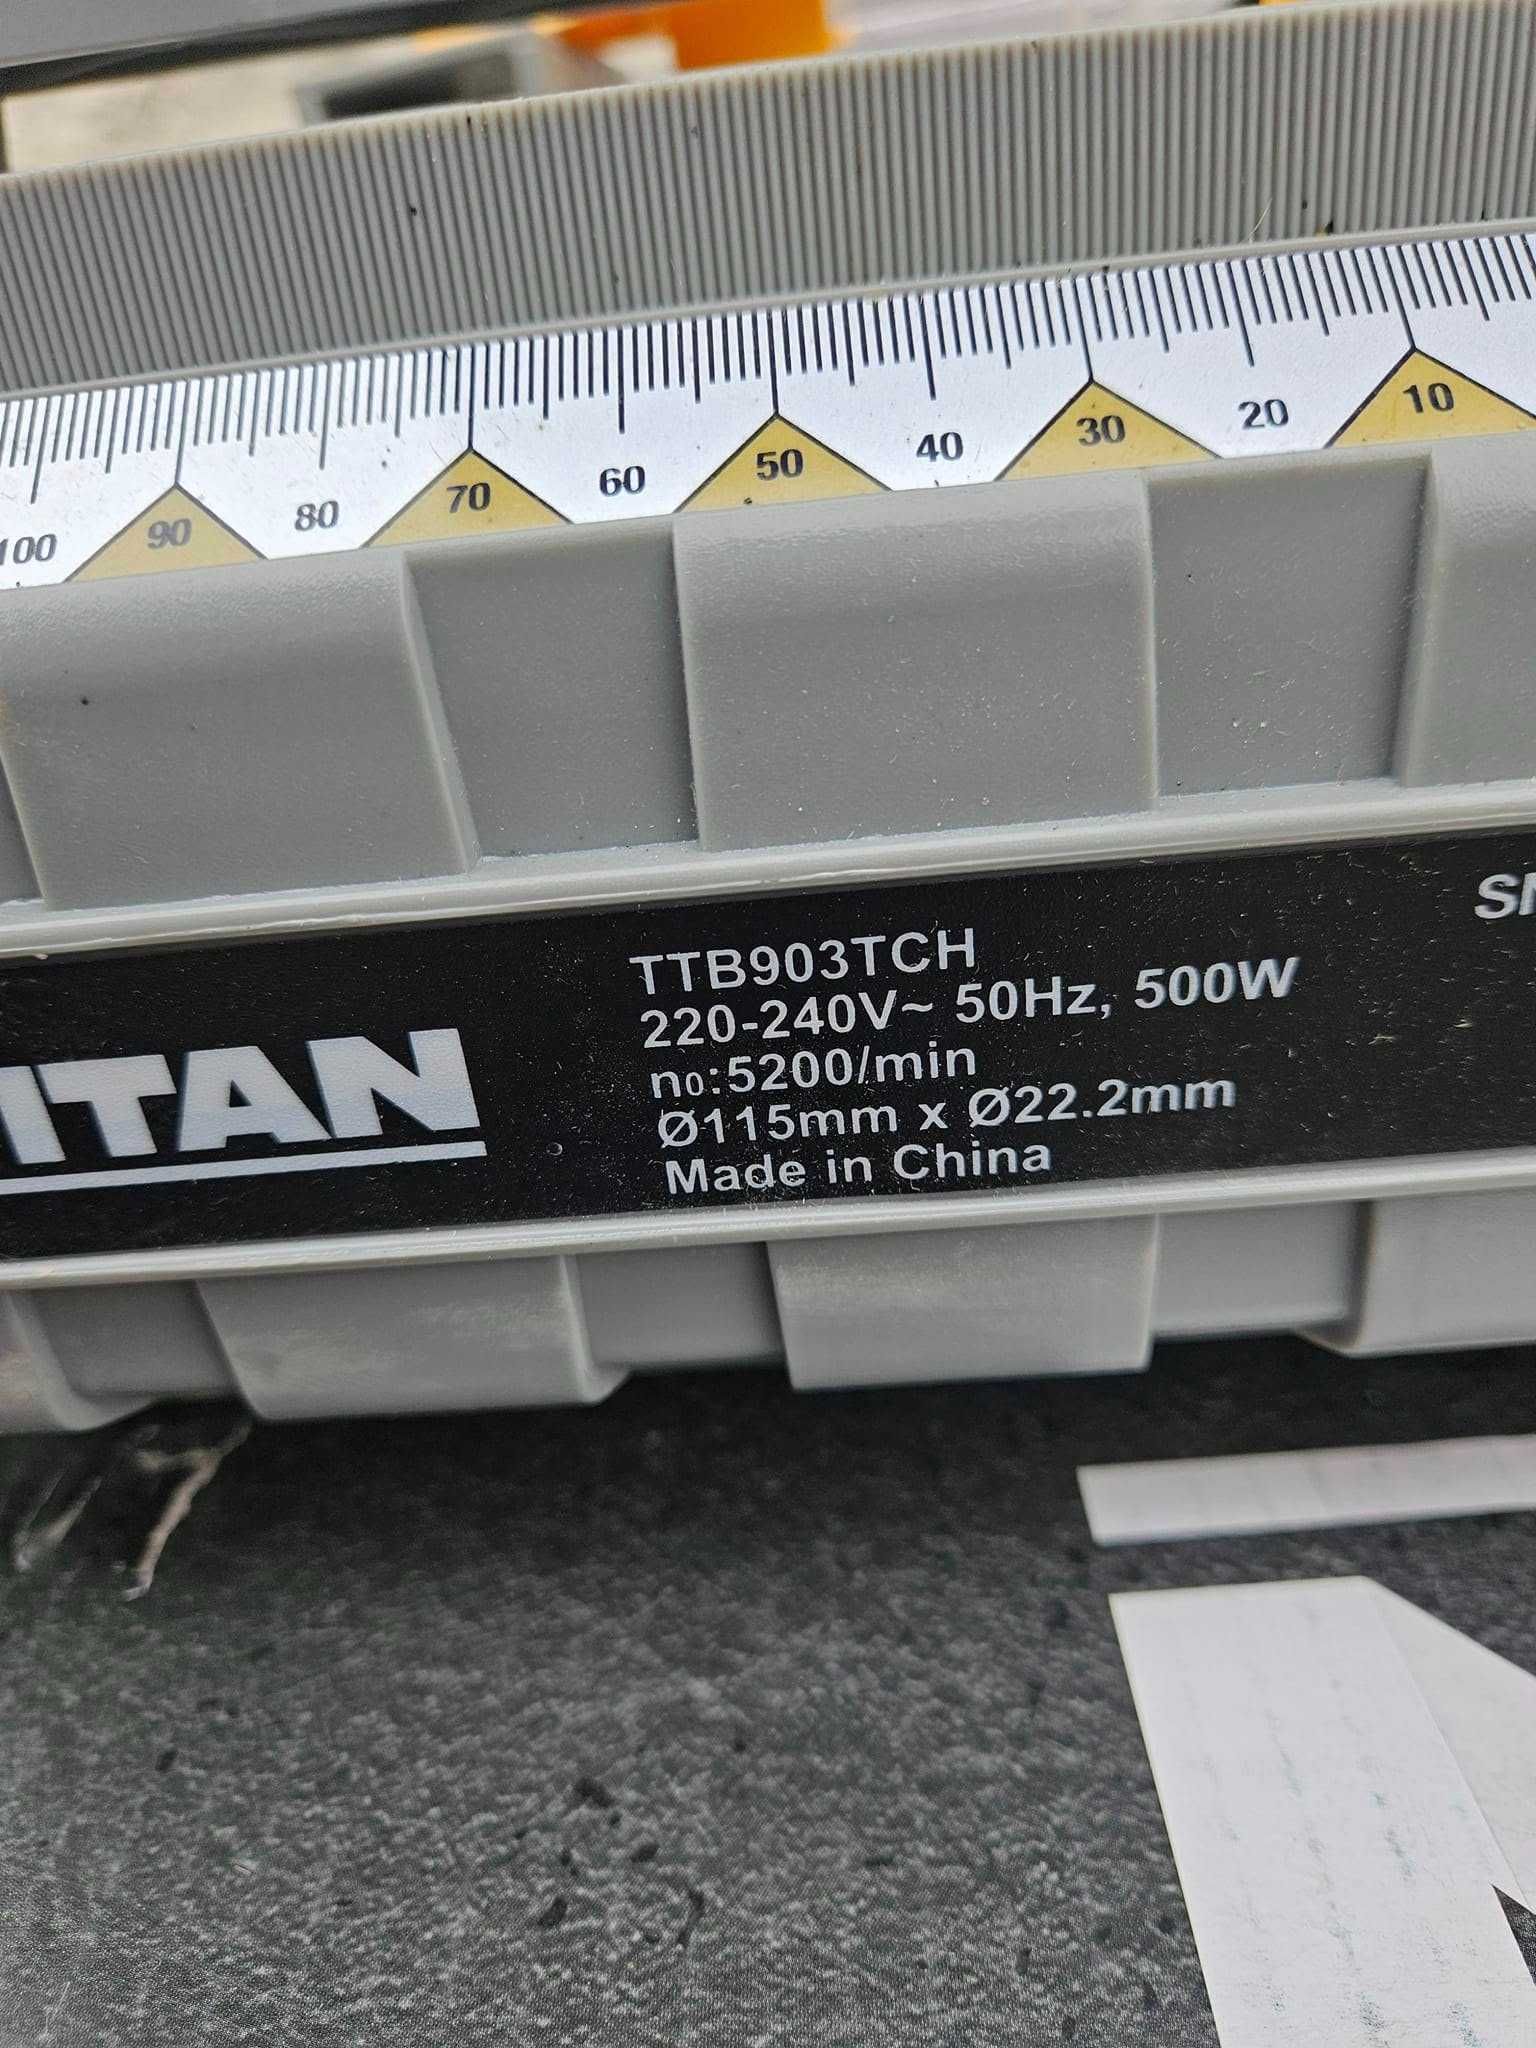 100 90 80 70 60 50 40 30 20 10
TTB903TCH
220-240V~ 50Hz, 500W
n₀:5200/min
Ø115mm x Ø22.2mm
Made in China
ITAN